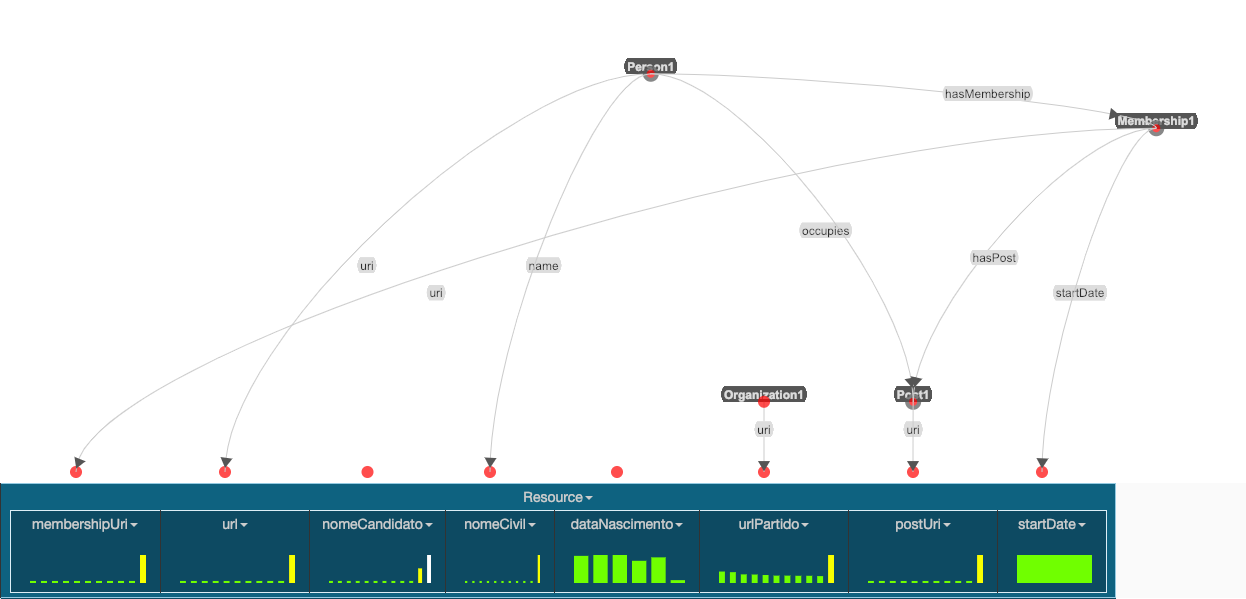 Person1
hasMembership
Membership1
occupies
hasPost
uri
name
uri
startDate
Organization1
Post1
uri
uri
Resource
membershipUri
url
nomeCandidato
nomeCivil
dataNascimento
urlPartido
postUri
startDate